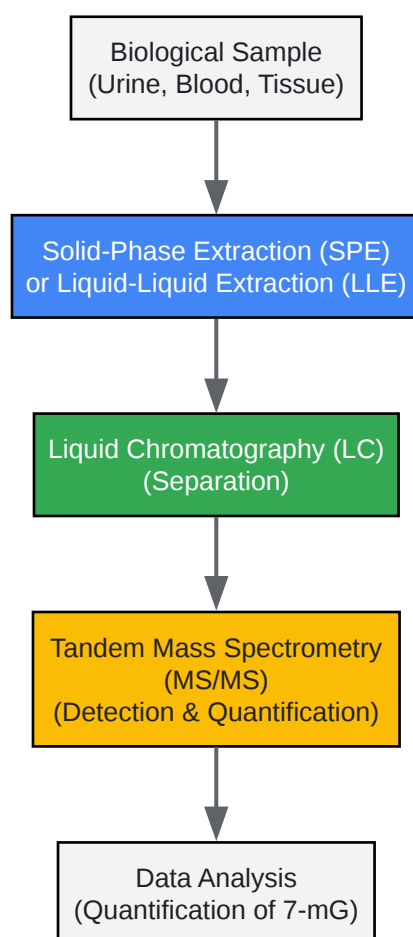 Biological Sample
(Urine, Blood, Tissue)
Solid-Phase Extraction (SPE)
or Liquid-Liquid Extraction (LLE)
Liquid Chromatography (LC)
(Separation)
Tandem Mass Spectrometry
(MS/MS)
(Detection & Quantification)
Data Analysis
(Quantification of 7-mG)